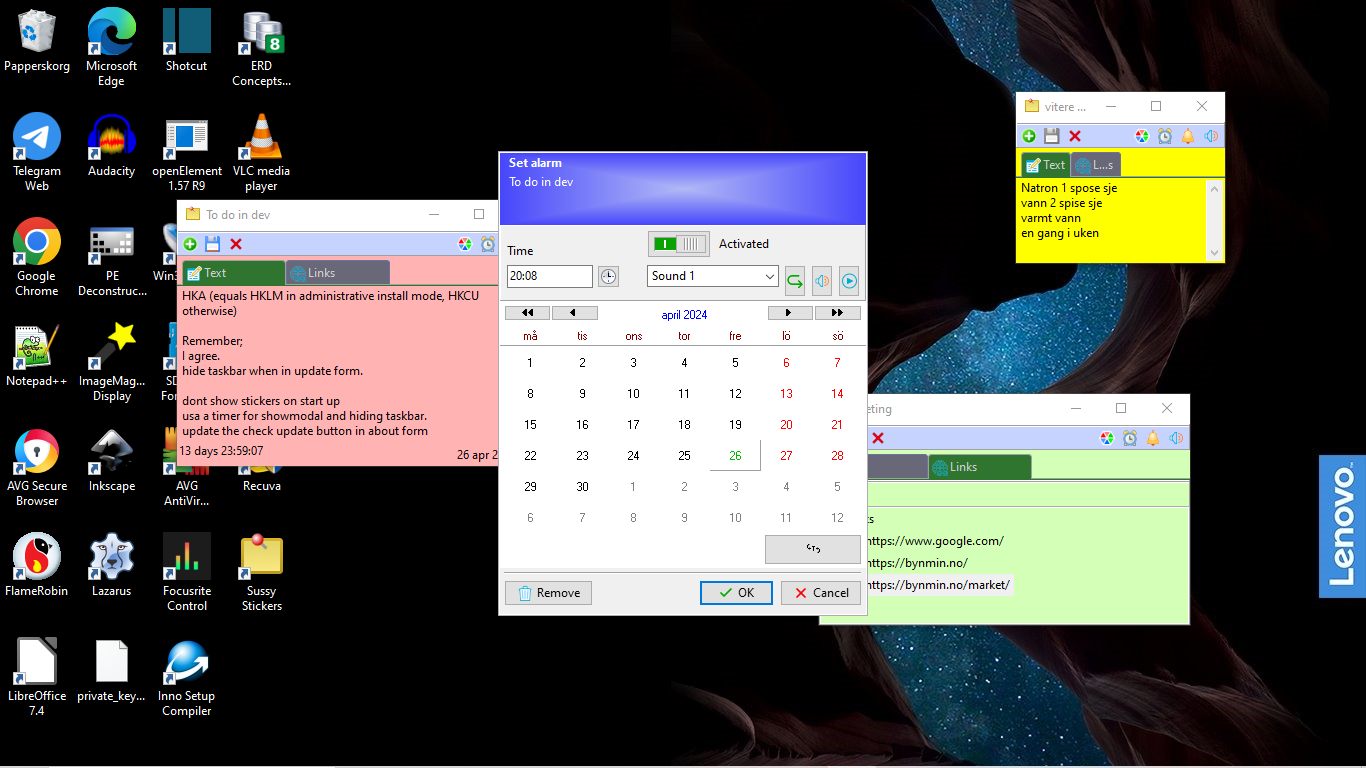 Papperskorg
Microsoft Edge
Shotcut
ERD Concepts...
Telegram Web
Audacity
openElement 1.57 R9
VLC media player
Google Chrome
PE Deconstruc...
Win3
Notepad++
ImageMag... Display
SD
For
AVG Secure Browser
Inkscape
AVG AntiVir...
Recuva
FlameRobin
Lazarus
Focusrite Control
Sussy Stickers
LibreOffice 7.4
private_key...
Inno Setup Compiler
To do in dev
Text
Links
HKA (equals HKLM in administrative install mode, HKCU
otherwise)
Remember;
I agree.
hide taskbar when in update form.
dont show stickers on start up
usa a timer for showmodal and hiding taskbar.
update the check update button in about form
13 days 23:59:07
26 apr 2
Set alarm
To do in dev
Time
Activated
20:08
Sound 1
april 2024
må tis ons tor fre lö sö
1 2 3 4 5 6 7
8 9 10 11 12 13 14
15 16 17 18 19 20 21
22 23 24 25 26 27 28
29 30 1 2 3 4 5
6 7 8 9 10 11 12
Remove
OK
Cancel
vitere ...
Text
L...s
Natron 1 spose sje
vann 2 spise sje
varmt vann
en gang i uken
eting
Links
ts
https://www.google.com/
https://bynmin.no/
https://bynmin.no/market/
Lenovo